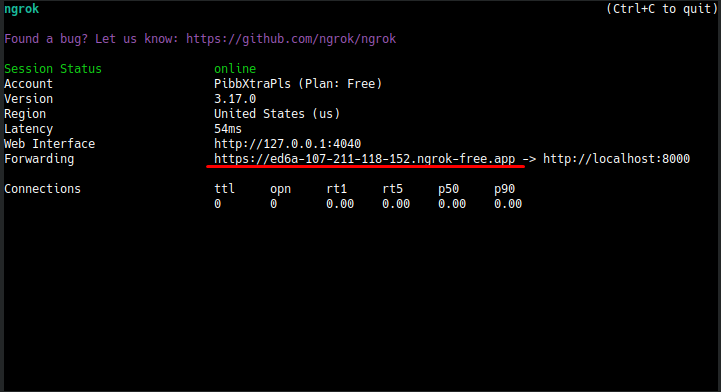 ngrok (Ctrl+C to quit)
Found a bug? Let us know: https://github.com/ngrok/ngrok
Session Status online
Account PibbXtraPls (Plan: Free)
Version 3.17.0
Region United States (us)
Latency 54ms
Web Interface http://127.0.0.1:4040
Forwarding https://ed6a-107-211-118-152.ngrok-free.app -> http://localhost:8000
Connections ttl opn rt1 rt5 p50 p90
0 0 0.00 0.00 0.00 0.00